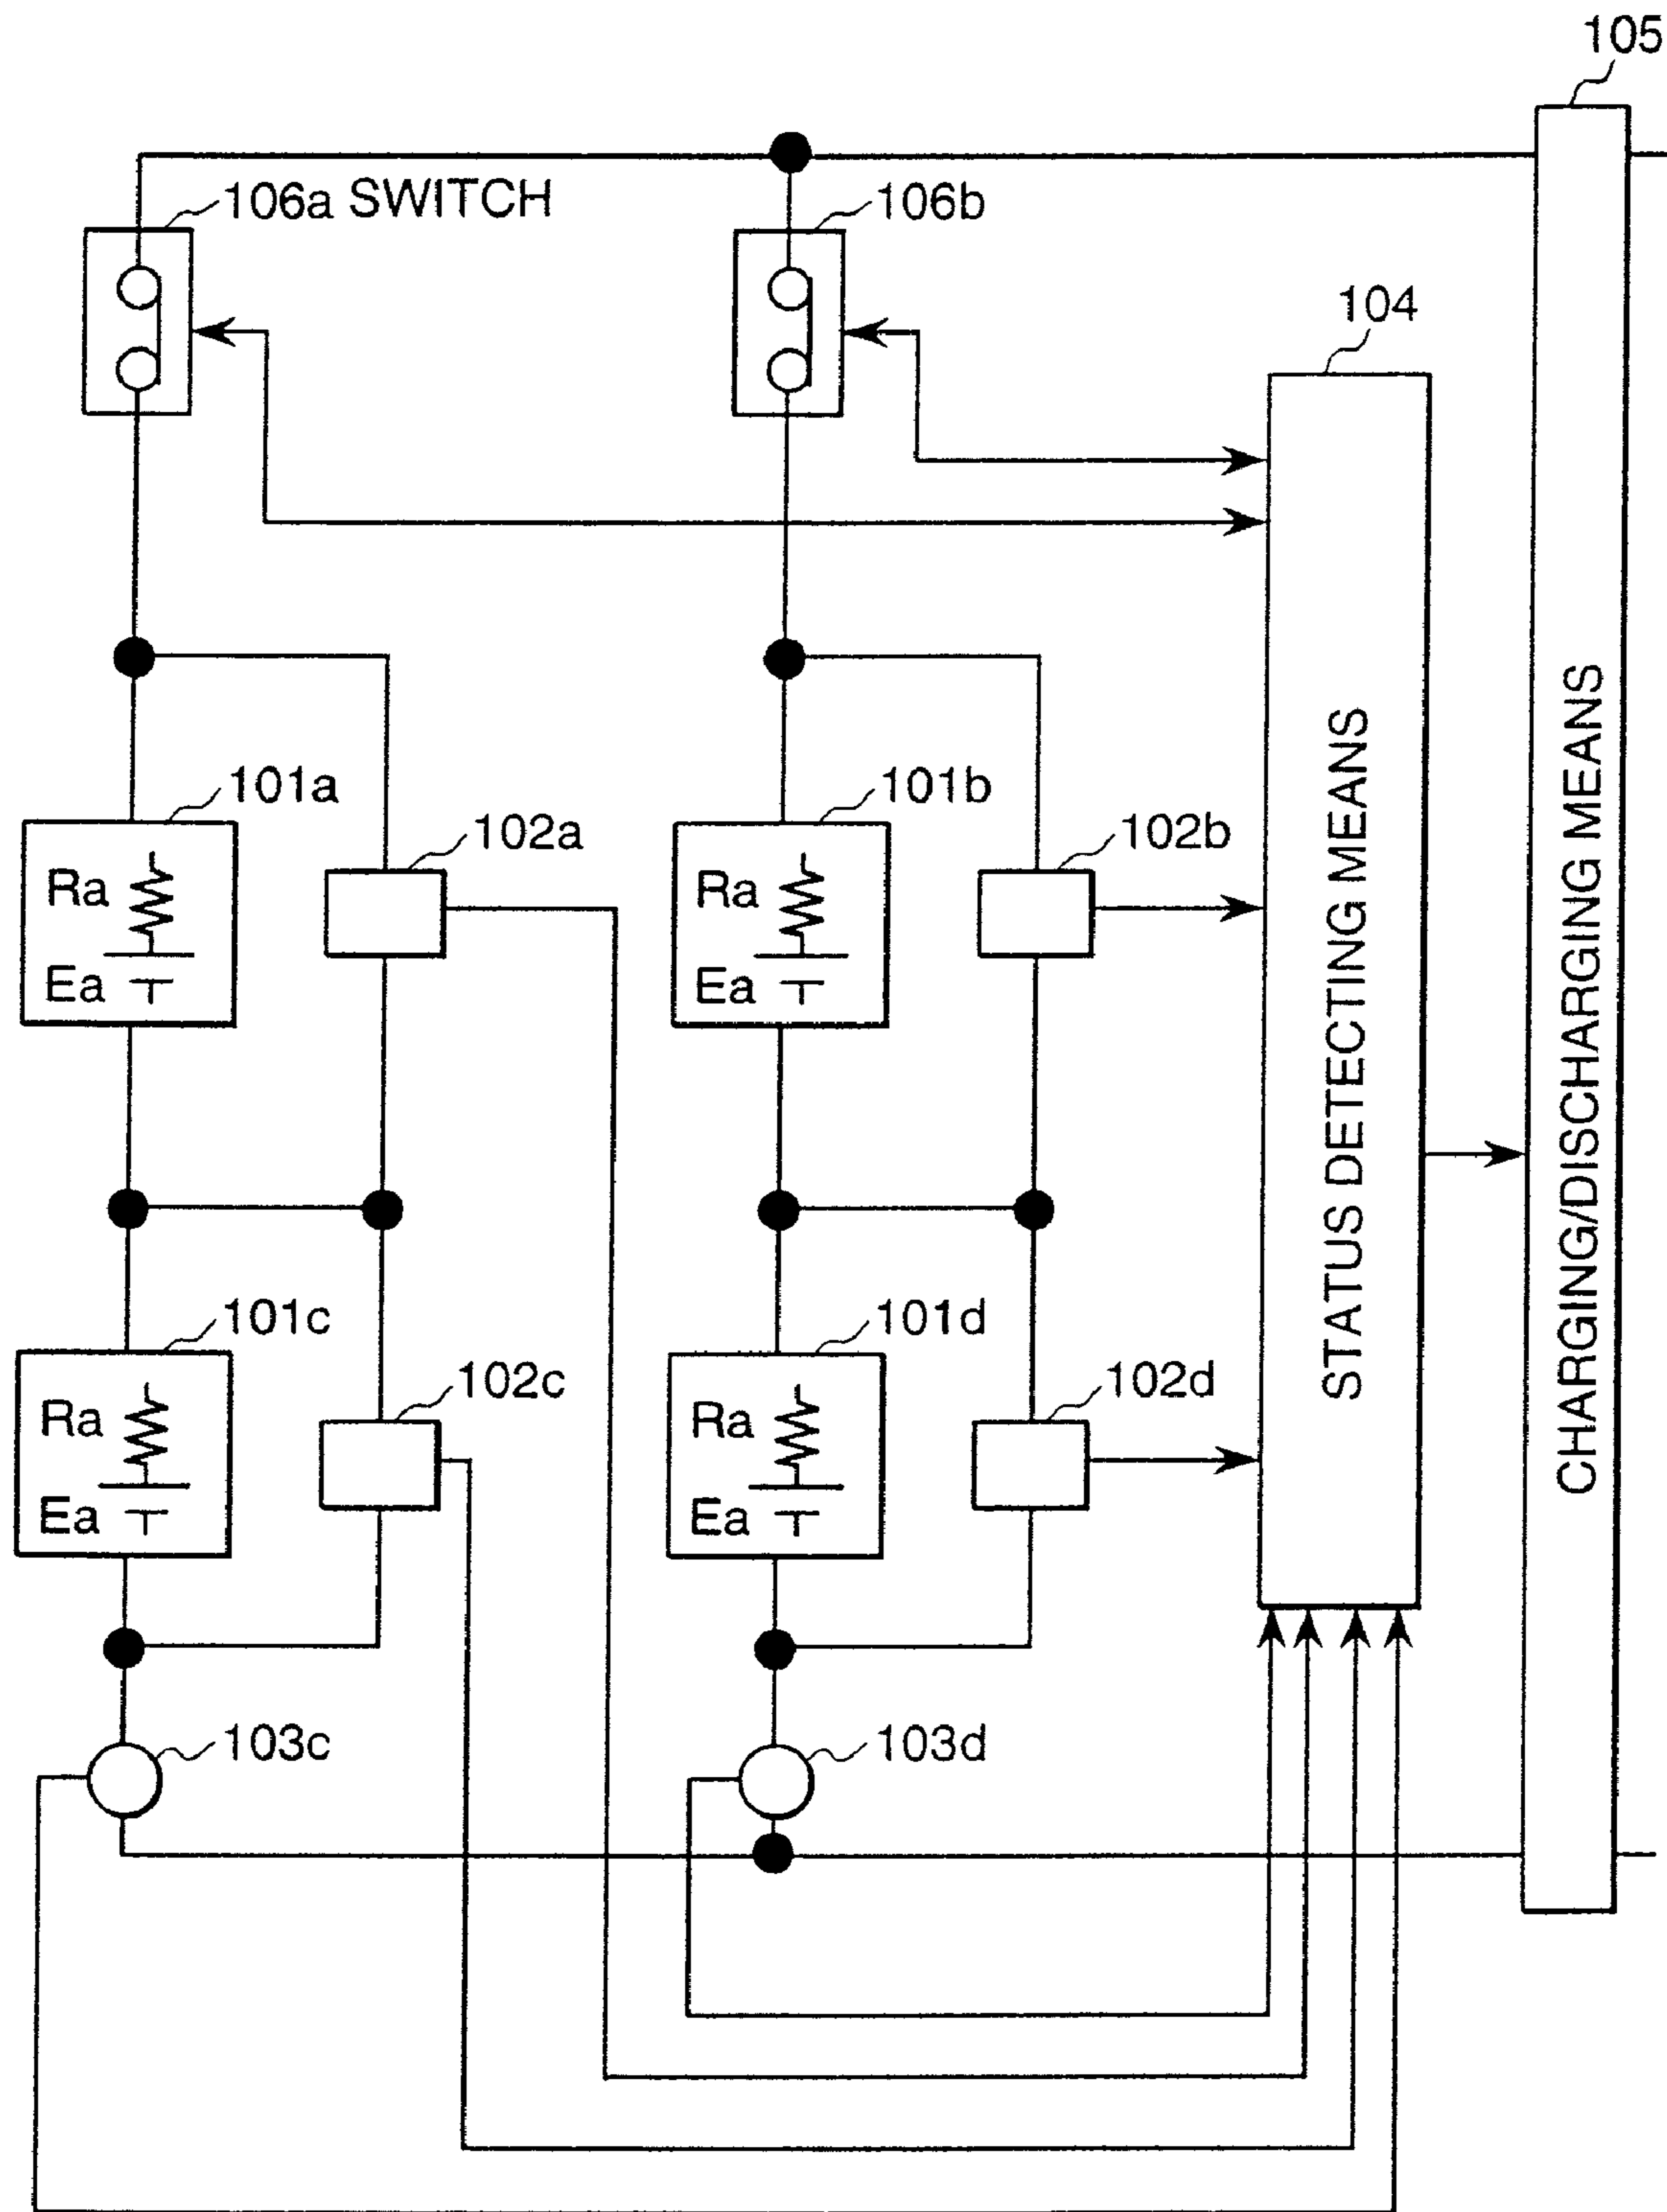 105
106a SWITCH
106b
104
101a
101b
102a
102b
Ra
Ea
Ra
Ea
STATUS DETECTING MEANS
CHARGING/DISCHARGING MEANS
101c
101d
102c
102d
Ra
Ea
Ra
Ea
103c
103d